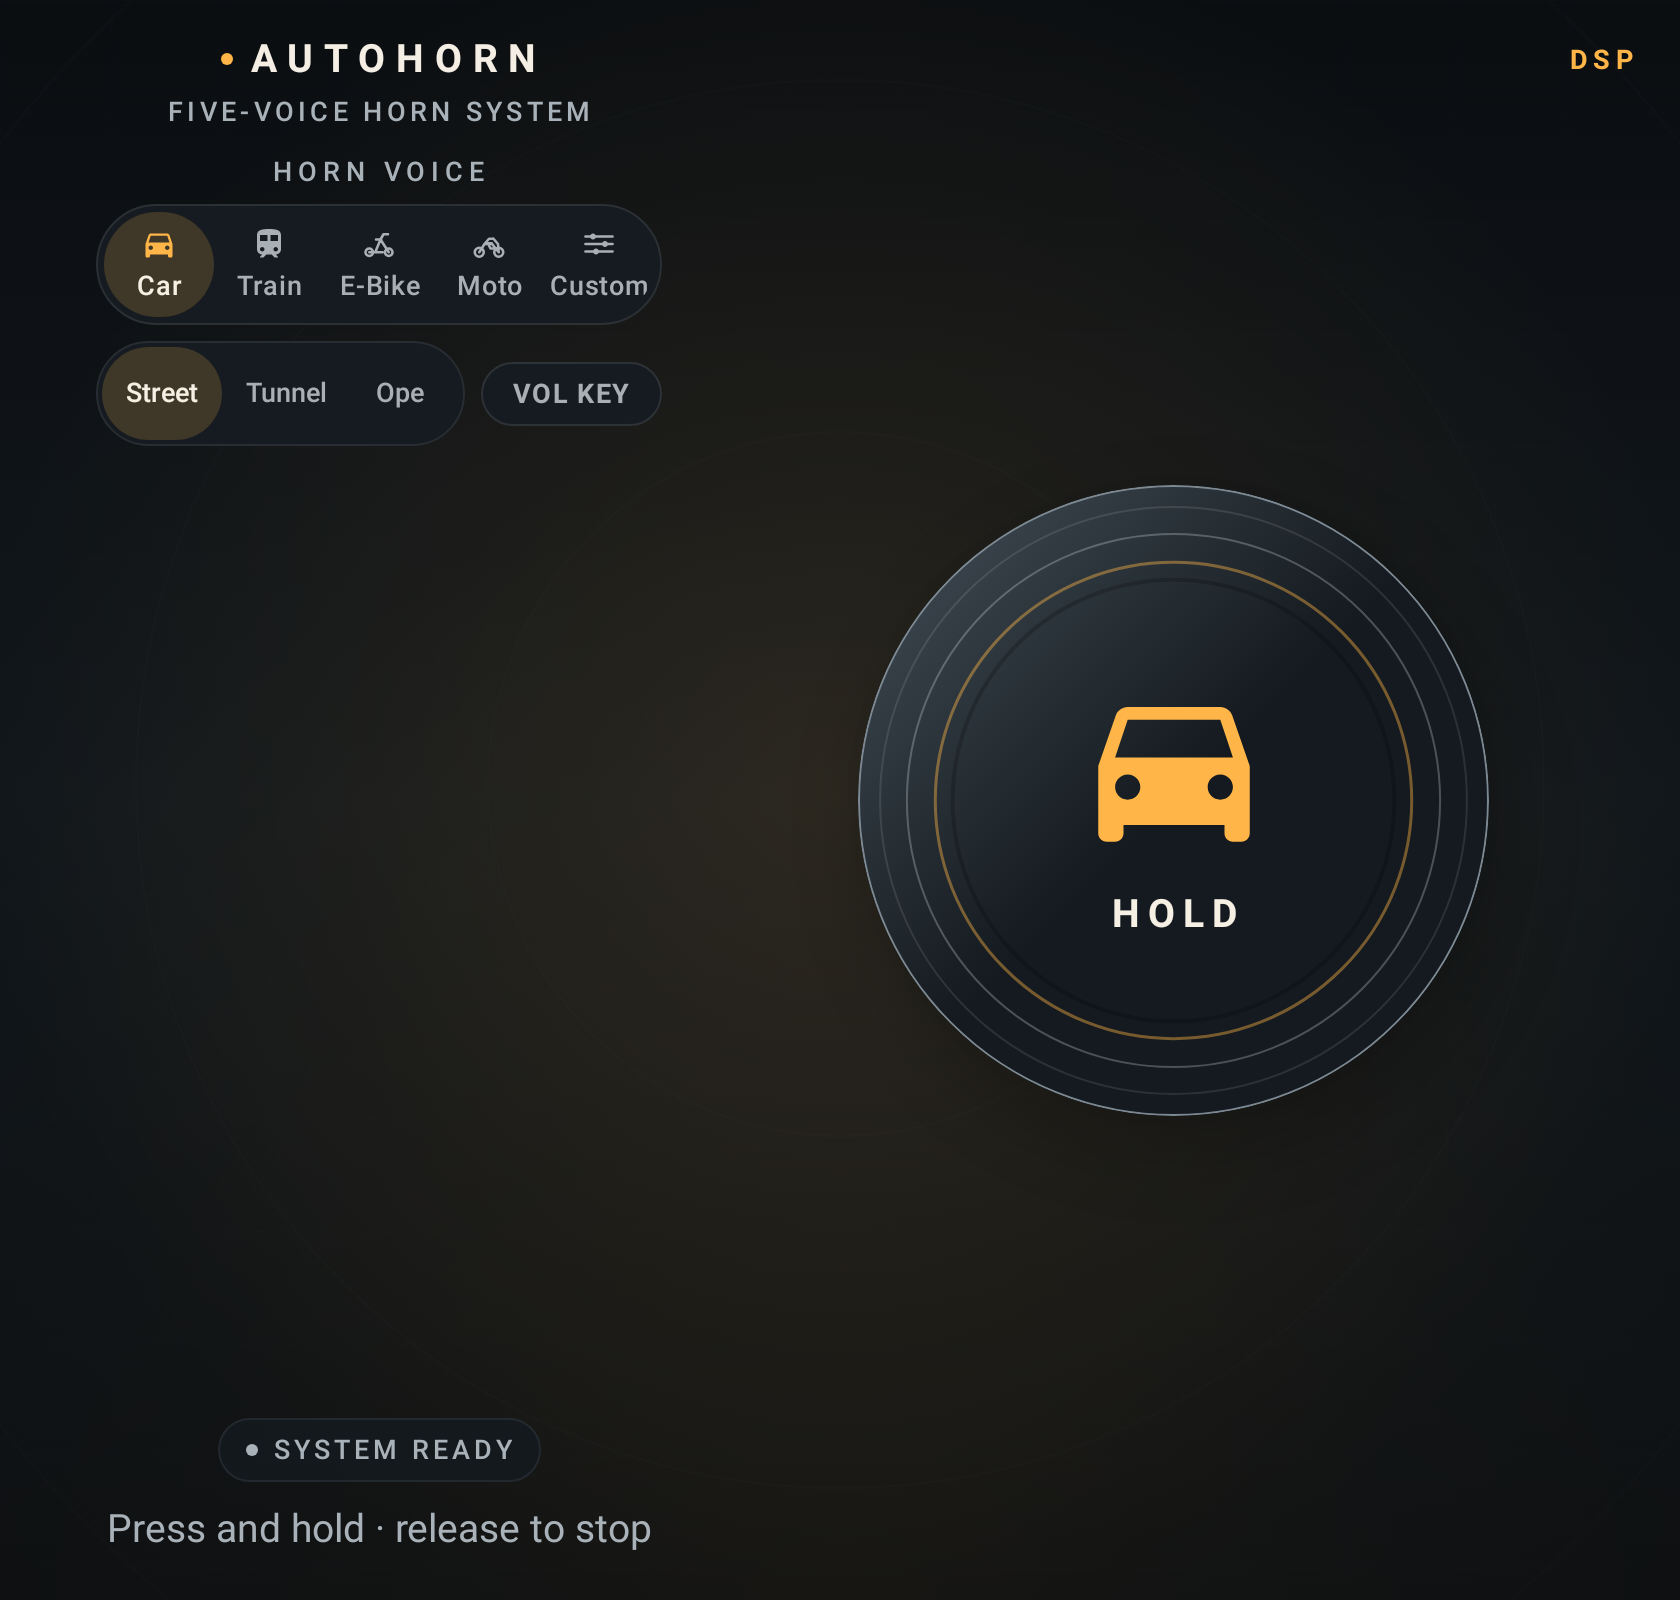 AUTOHORN
DSP
FIVE-VOICE HORN SYSTEM
HORN VOICE
Car Train E-Bike Moto Custom
Street Tunnel Ope VOL KEY
HOLD
SYSTEM READY
Press and hold · release to stop